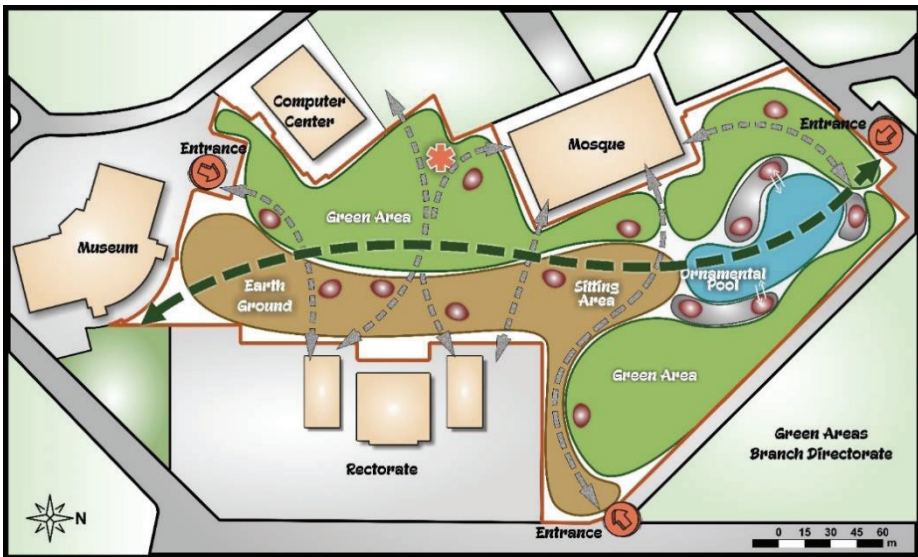 Computer
Center
Mosque
Entrance
Entrance
Museum
Green Area
Earth
Ground
Sitting
Area
Ornamental
Pool
Green Area
Rectorate
Green Areas
Branch Directorate
Entrance
N
0 15 30 45 60
m